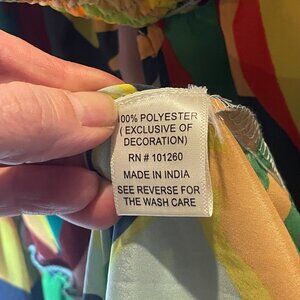 100% POLYESTER
( EXCLUSIVE OF
DECORATION)
RN # 101260
MADE IN INDIA
SEE REVERSE FOR
THE WASH CARE